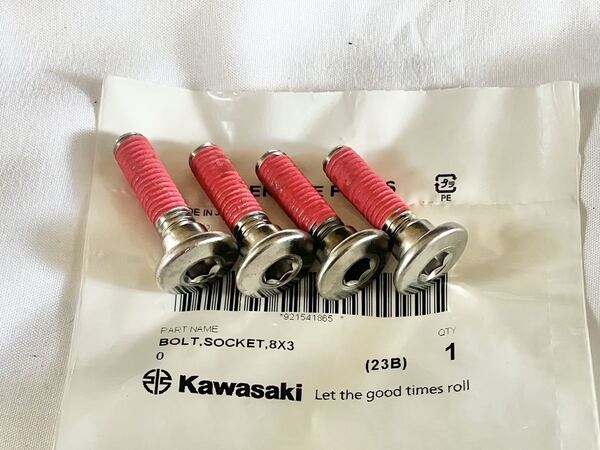 PE
*921541865 *
PART NAME
QTY
BOLT,SOCKET,8X3
0
(23B)
1
Kawasaki
Let the good times roll